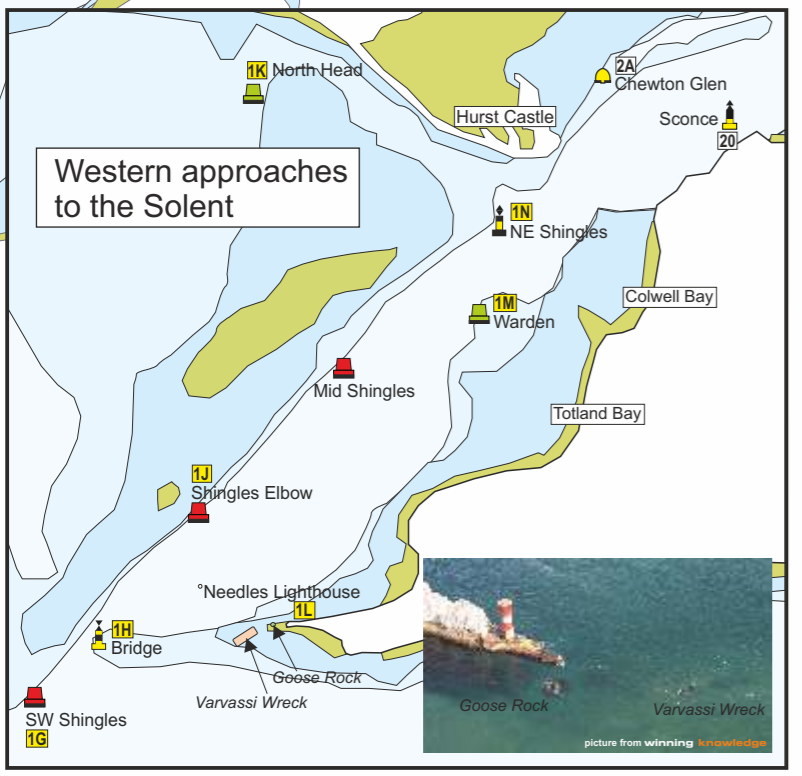 1K North Head
2A
Chewton Glen
Hurst Castle
Sconce
20
Western approaches
to the Solent
1N
NE Shingles
Colwell Bay
1M
Warden
Mid Shingles
Totland Bay
1J
Shingles Elbow
°Needles Lighthouse
1L
1H
Bridge
Goose Rock
Varvassi Wreck
SW Shingles
1G
Goose Rock
Varvassi Wreck
picture from winning knowledge